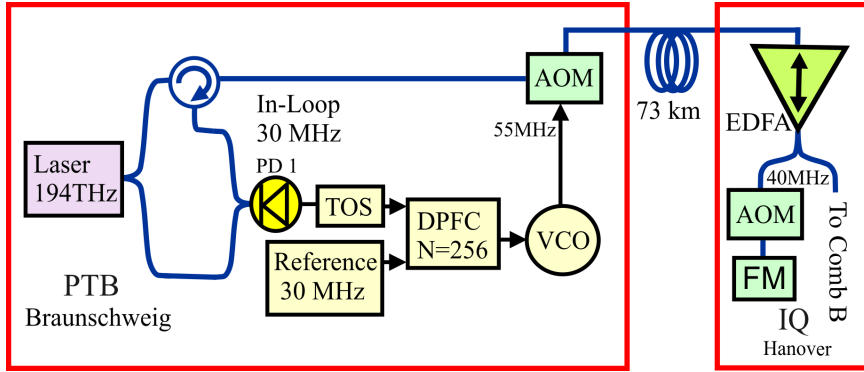 AOM
In-Loop
30 MHz
55MHz
73 km
EDFA
PD 1
Laser
194THz
TOS
DPFC
N=256
VCO
Reference
30 MHz
40MHz
AOM
FM
To Comb B
PTB
Braunschweig
IQ
Hanover